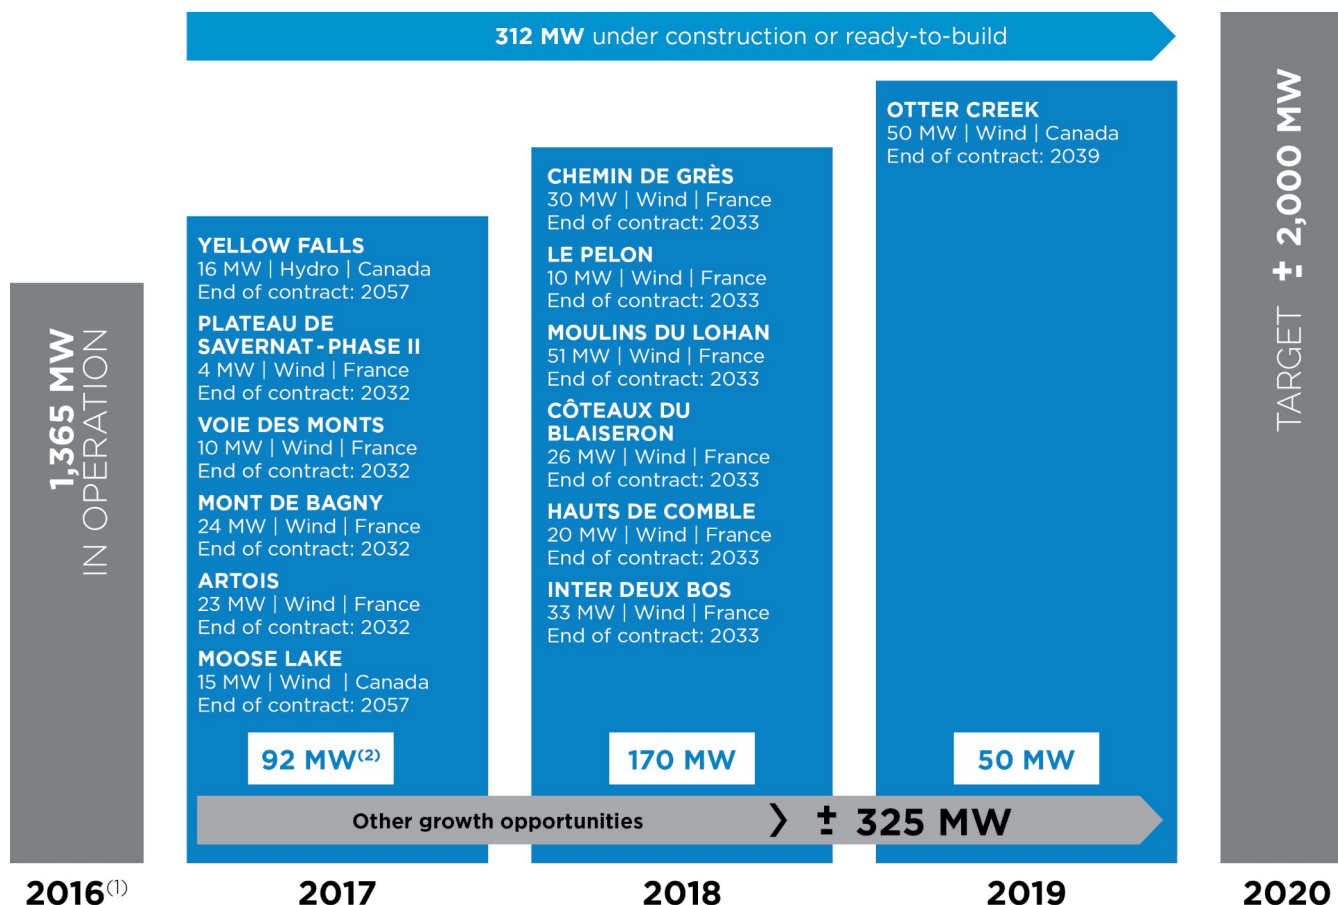 312 MW under construction or ready-to-build
1,365 MW
IN OPERATION
2016(1)
YELLOW FALLS
16 MW | Hydro | Canada
End of contract: 2057
PLATEAU DE
SAVERNAT - PHASE II
4 MW | Wind | France
End of contract: 2032
VOIE DES MONTS
10 MW | Wind | France
End of contract: 2032
MONT DE BAGNY
24 MW | Wind | France
End of contract: 2032
ARTOIS
23 MW | Wind | France
End of contract: 2032
MOOSE LAKE
15 MW | Wind | Canada
End of contract: 2057
92 MW(2)
2017
CHEMIN DE GRÈS
30 MW | Wind | France
End of contract: 2033
LE PELON
10 MW | Wind | France
End of contract: 2033
MOULINS DU LOHAN
51 MW | Wind | France
End of contract: 2033
CÔTEAUX DU
BLAISERON
26 MW | Wind | France
End of contract: 2033
HAUTS DE COMBLE
20 MW | Wind | France
End of contract: 2033
INTER DEUX BOS
33 MW | Wind | France
End of contract: 2033
170 MW
2018
OTTER CREEK
50 MW | Wind | Canada
End of contract: 2039
50 MW
2019
Other growth opportunities > ± 325 MW
TARGET ± 2,000 MW
2020